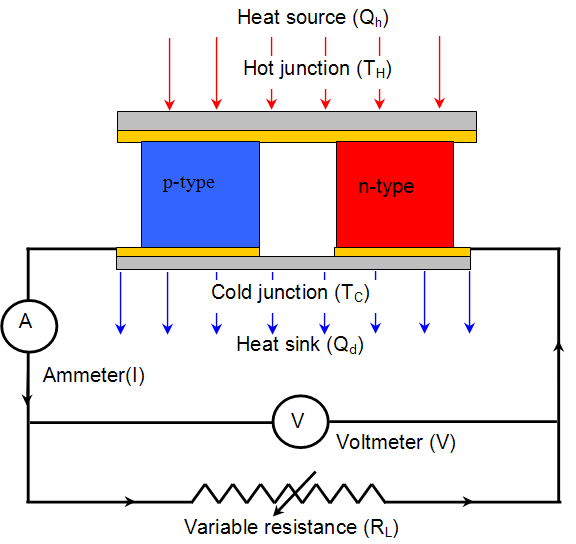 Heat source (Qh)
Hot junction (TH)
p-type
n-type
Cold junction (TC)
Heat sink (Qd)
A
Ammeter(I)
V
Voltmeter (V)
Variable resistance (RL)